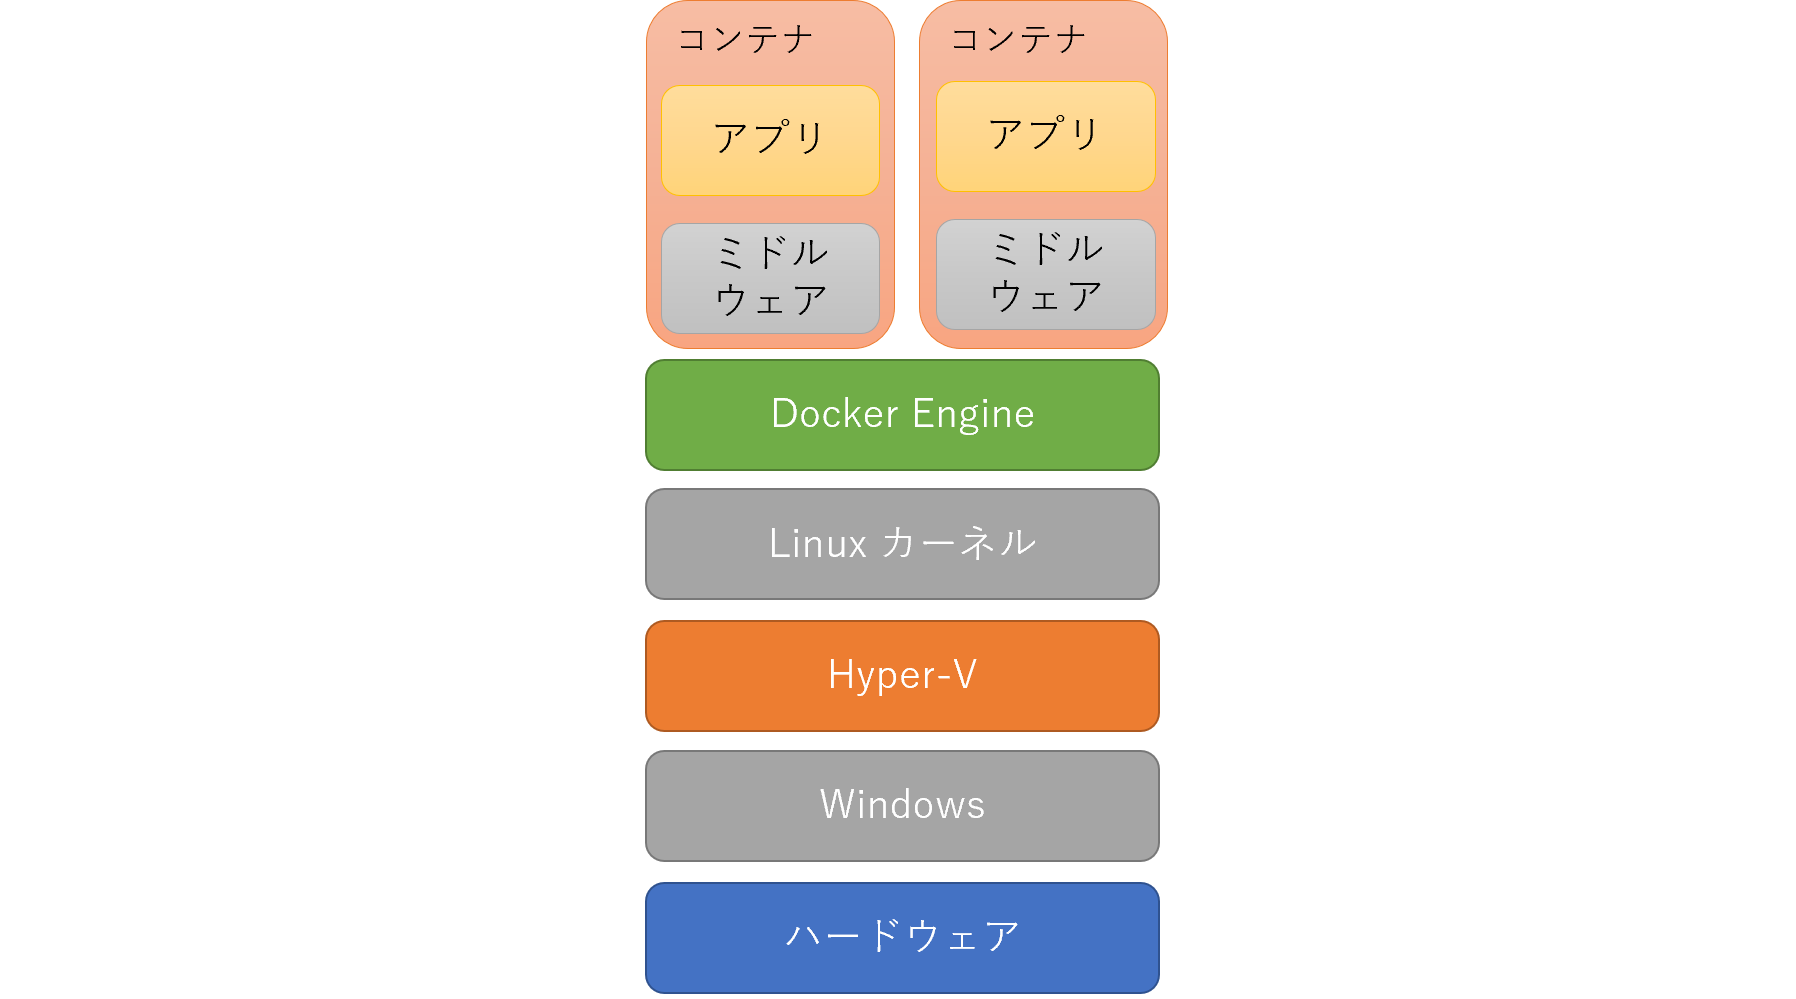 コンテナ
アプリ
ミドル
ウェア
コンテナ
アプリ
ミドル
ウェア
Docker Engine
Linux カーネル
Hyper-V
Windows
ハードウェア